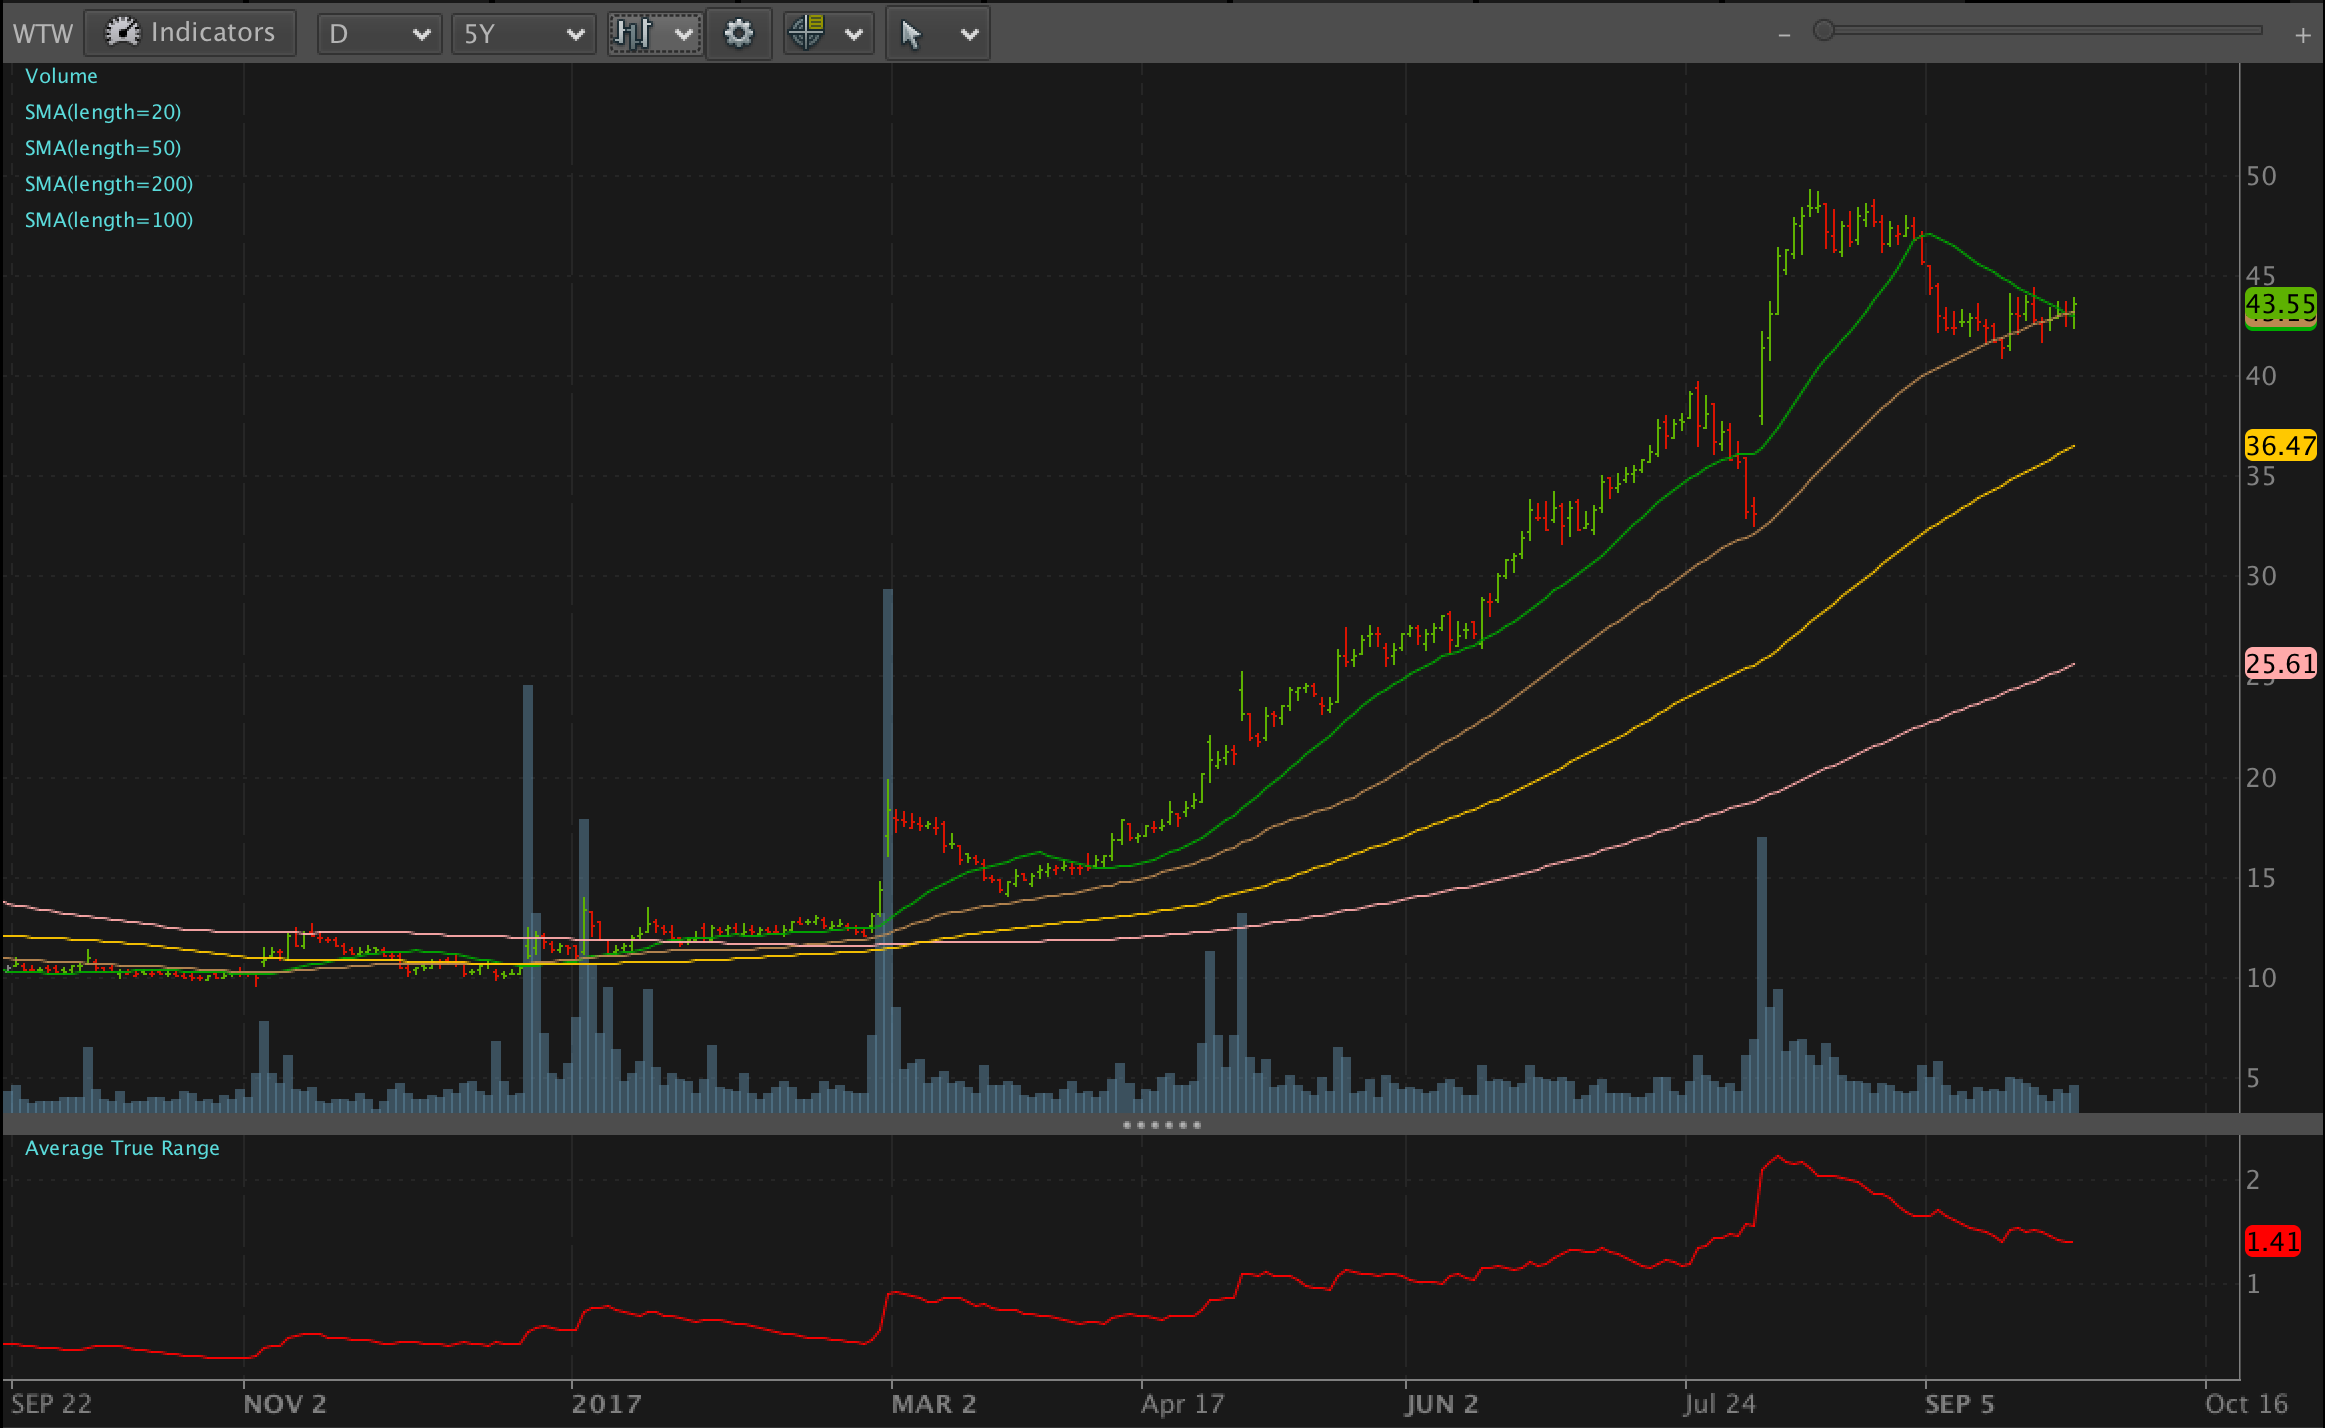 WTW Indicators D 5Y - +
Volume
SMA(length=20)
SMA(length=50)
SMA(length=200)
SMA(length=100)
50
45
43.55
40
36.47
35
30
25.61
20
15
10
5
Average True Range
2
1.41
1
SEP 22 NOV 2 2017 MAR 2 Apr 17 JUN 2 Jul 24 SEP 5 Oct 16